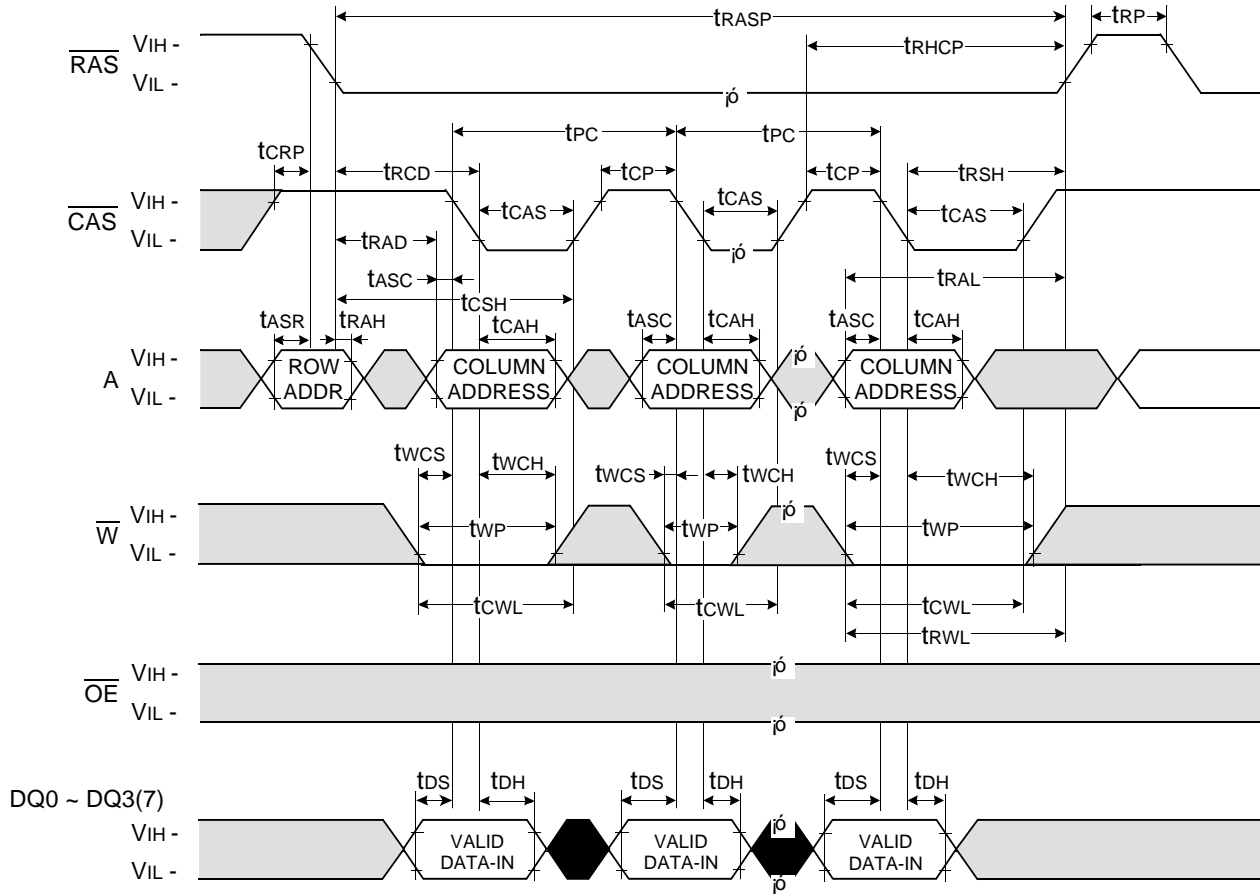 tRASP
tRP
tRHCP
RAS
VIH -
VIL -
¡ó
tPC
tPC
tCRP
tRCD
tCP
tCP
tRSH
CAS
VIH -
VIL -
tCAS
tCAS
tCAS
¡ó
tRAD
tASC
tCSH
tRAL
tASR
tRAH
tCAH
tASC
tCAH
tASC
tCAH
A
VIH -
VIL -
ROW
ADDR
COLUMN
ADDRESS
COLUMN
ADDRESS
¡ó
¡ó
COLUMN
ADDRESS
tWCS
tWCH
tWCS
tWCH
tWCS
tWCH
W
VIH -
VIL -
tWP
tWP
¡ó
tWP
tCWL
tCWL
tCWL
tRWL
OE
VIH -
VIL -
¡ó
¡ó
tDS
tDH
tDS
tDH
tDS
tDH
DQ0 ~ DQ3(7)
VIH -
VIL -
VALID
DATA-IN
VALID
DATA-IN
¡ó
¡ó
VALID
DATA-IN